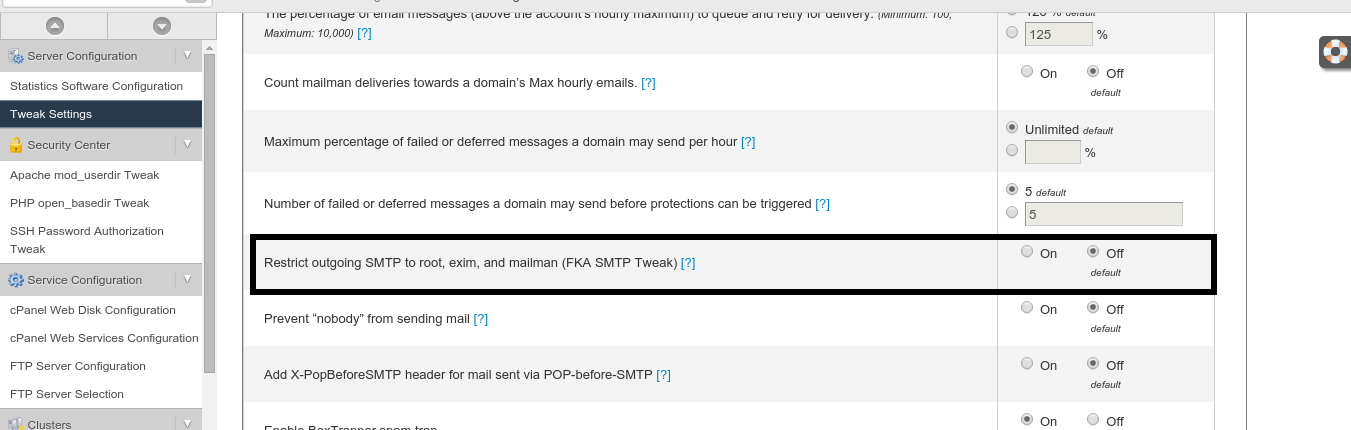 Server Configuration
Statistics Software Configuration
Tweak Settings
Security Center
Apache mod_userdir Tweak
PHP open_basedir Tweak
SSH Password Authorization
Tweak
Service Configuration
cPanel Web Disk Configuration
cPanel Web Services Configuration
FTP Server Configuration
FTP Server Selection
Clusters
The percentage of email messages (above the account's hourly maximum) to queue and retry for delivery. (Minimum: 100,
Maximum: 10,000) [?]
125 % default
125 %
Count mailman deliveries towards a domain’s Max hourly emails. [?]
On Off
default
Maximum percentage of failed or deferred messages a domain may send per hour [?]
Unlimited default
%
Number of failed or deferred messages a domain may send before protections can be triggered [?]
5 default
5
Restrict outgoing SMTP to root, exim, and mailman (FKA SMTP Tweak) [?]
On Off
default
Prevent “nobody” from sending mail [?]
On Off
default
Add X-PopBeforeSMTP header for mail sent via POP-before-SMTP [?]
On Off
default
Enable BoxTrapper spam trap
On Off